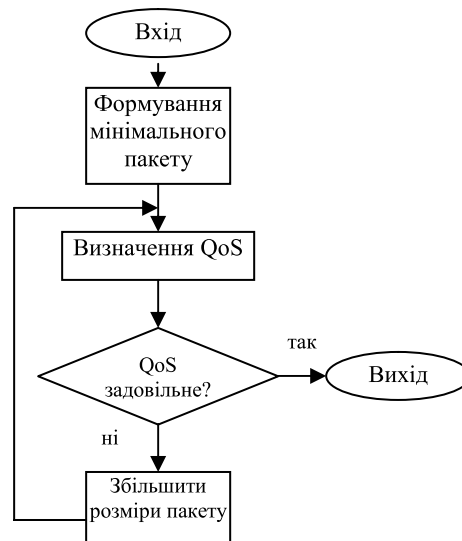 Вхід
Формування
мінімального
пакету
Визначення QoS
QoS
задовільне?
так
Вихід
ні
Збільшити
розміри пакету